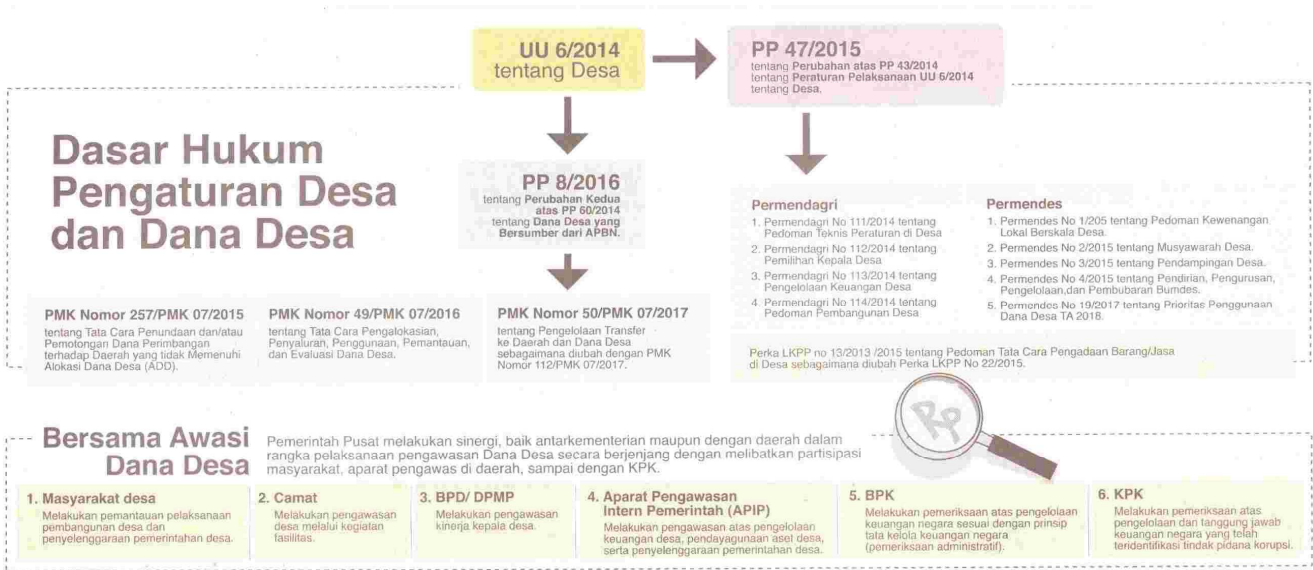 UU 6/2014
tentang Desa
PP 47/2015
tentang Perubahan atas PP 43/2014
tentang Peraturan Pelaksanaan UU 6/2014
tentang Desa.
Dasar Hukum
Pengaturan Desa
dan Dana Desa
PP 8/2016
tentang Perubahan Kedua
atas PP 60/2014
tentang Dana Desa yang
Bersumber dari APBN.
Permendagri
1. Permendagri No 111/2014 tentang
Pedoman Teknis Peraturan di Desa
2. Permendagri No 112/2014 tentang
Pemilihan Kepala Desa
3. Permendagri No 113/2014 tentang
Pengelolaan Keuangan Desa
4. Permendagri No 114/2014 tentang
Pedoman Pembangunan Desa
Permendes
1. Permendes No 1/205 tentang Pedoman Kewenangan
Lokal Berskala Desa.
2. Permendes No 2/2015 tentang Musyawarah Desa.
3. Permendes No 3/2015 tentang Pendampingan Desa.
4. Permendes No 4/2015 tentang Pendirian, Pengurusan,
Pengelolaan,dan Pembubaran Bumdes.
5. Permendes No 19/2017 tentang Prioritas Penggunaan
Dana Desa TA 2018.
PMK Nomor 257/PMK 07/2015
tentang Tata Cara Penundaan dan/atau
Pemotongan Dana Perimbangan
terhadap Daerah yang tidak Memenuhi
Alokasi Dana Desa (ADD).
PMK Nomor 49/PMK 07/2016
tentang Tata Cara Pengalokasian,
Penyaluran, Penggunaan, Pemantauan,
dan Evaluasi Dana Desa.
PMK Nomor 50/PMK 07/2017
tentang Pengelolaan Transfer
ke Daerah dan Dana Desa
sebagaimana diubah dengan PMK
Nomor 112/PMK 07/2017.
Perka LKPP no 13/2013 /2015 tentang Pedoman Tata Cara Pengadaan Barang/Jasa
di Desa sebagaimana diubah Perka LKPP No 22/2015.
RP
Bersama Awasi
Dana Desa
Pemerintah Pusat melakukan sinergi, baik antarkementerian maupun dengan daerah dalam
rangka pelaksanaan pengawasan Dana Desa secara berjenjang dengan melibatkan partisipasi
masyarakat, aparat pengawas di daerah, sampai dengan KPK.
1. Masyarakat desa
Melakukan pemantauan pelaksanaan
pembangunan desa dan
penyelenggaraan pemerintahan desa.
2. Camat
Melakukan pengawasan
desa melalui kegiatan
fasilitas.
3. BPD/ DPMP
Melakukan pengawasan
kinerja kepala desa.
4. Aparat Pengawasan
Intern Pemerintah (APIP)
Melakukan pengawasan atas pengelolaan
keuangan desa, pendayagunaan aset desa,
serta penyelenggaraan pemerintahan desa.
5. BPK
Melakukan pemeriksaan atas pengelolaan
keuangan negara sesuai dengan prinsip
tata kelola keuangan negara
(pemeriksaan administratif).
6. KPK
Melakukan pemeriksaan atas
pengelolaan dan tanggung jawab
keuangan negara yang telah
teridentifikasi tindak pidana korupsi.